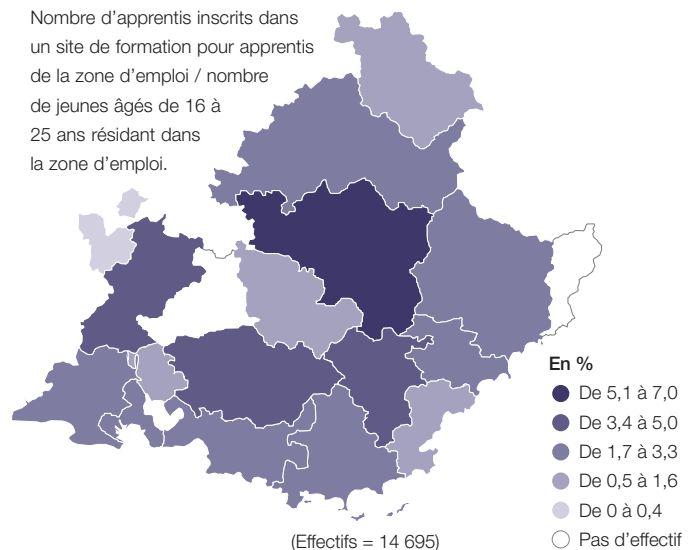 Nombre d’apprentis inscrits dans
un site de formation pour apprentis
de la zone d’emploi / nombre
de jeunes âgés de 16 à
25 ans résidant dans
la zone d’emploi.
En %
De 5,1 à 7,0
De 3,4 à 5,0
De 1,7 à 3,3
De 0,5 à 1,6
De 0 à 0,4
Pas d’effectif
(Effectifs = 14 695)